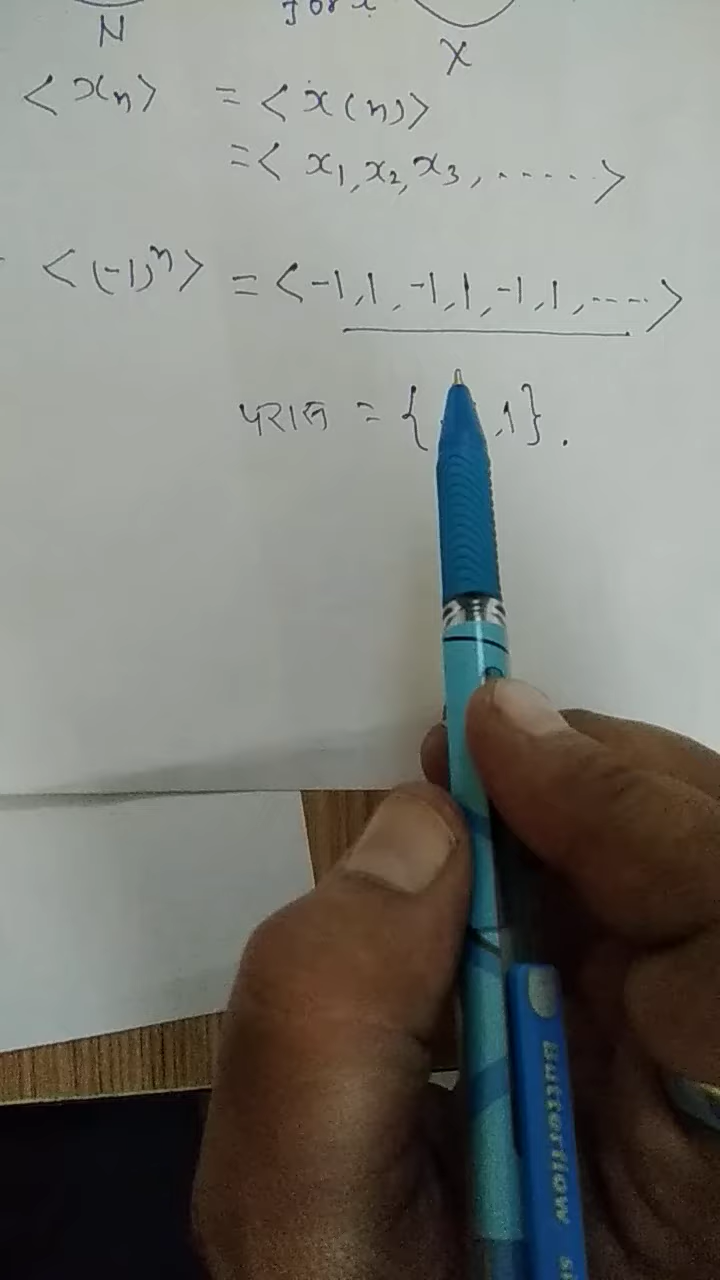 N X
<xₙ> = <x(n)>
= <x₁, x₂, x₃, ......>
<(-1)ⁿ> = <-1, 1, -1, 1, -1, 1, ....>
परास = { , 1}.
Butterflow